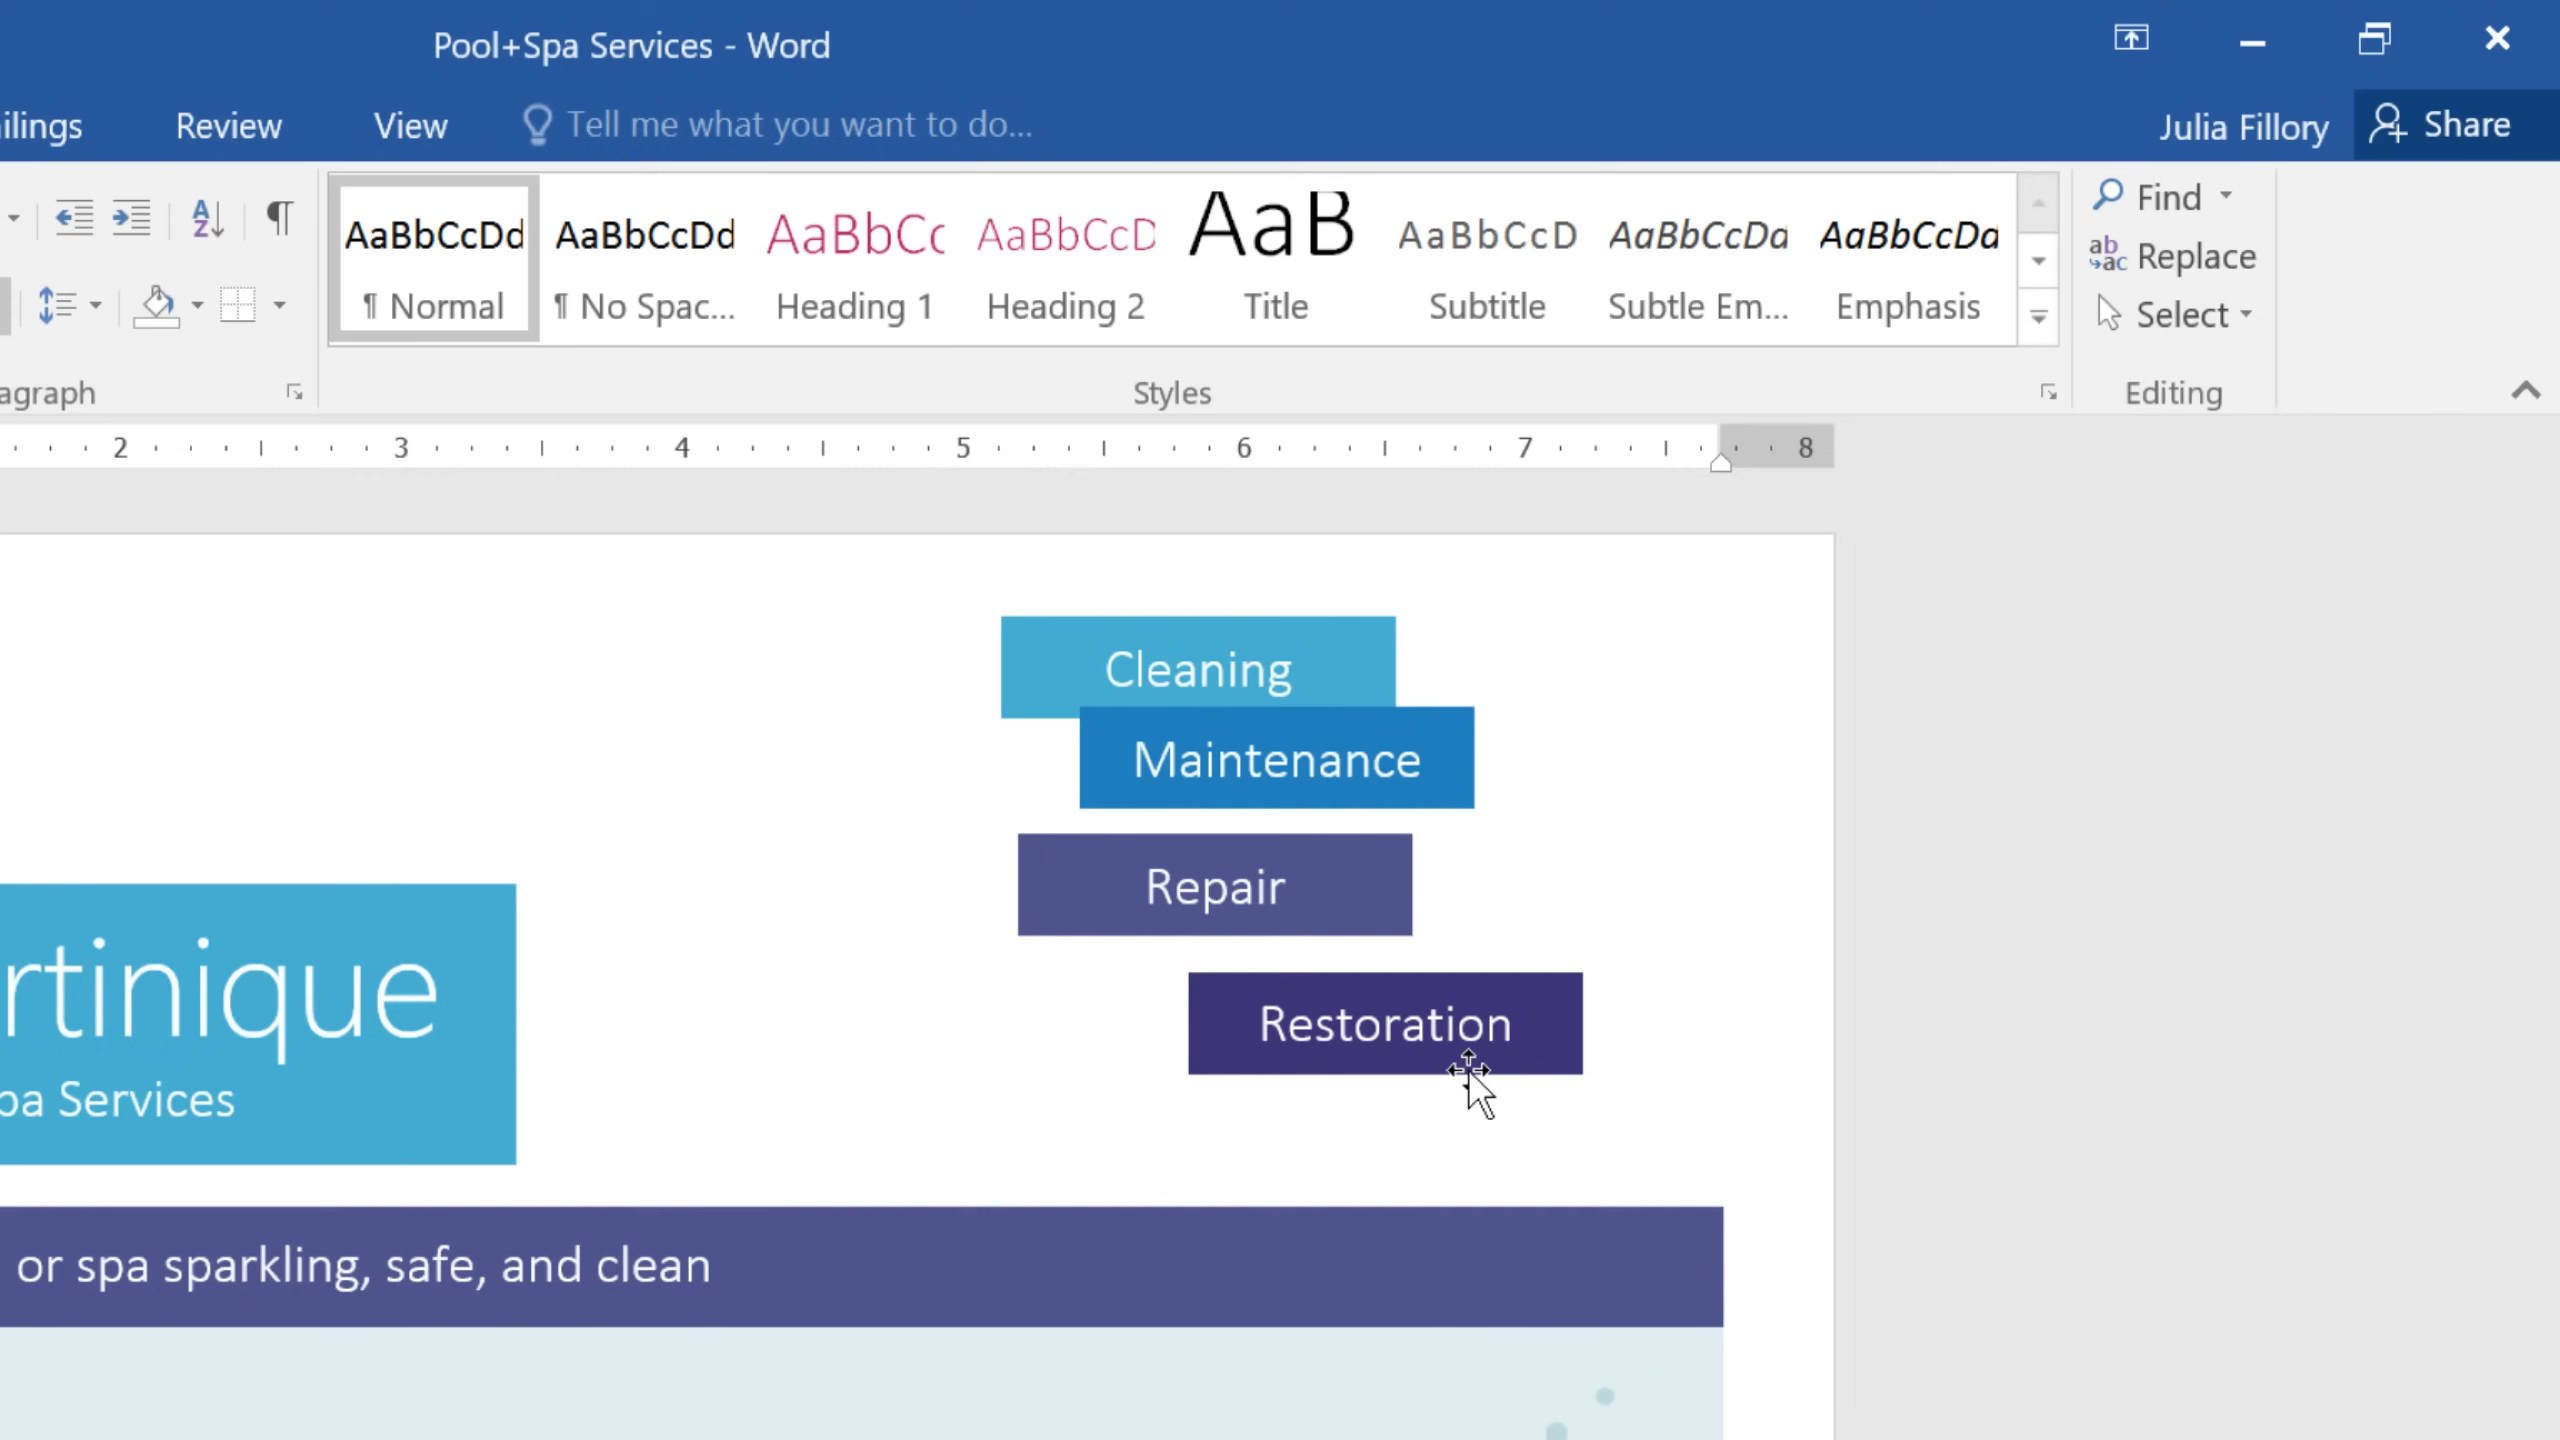 Pool+Spa Services - Word
ilings Review View Tell me what you want to do... Julia Fillory Share
AaBbCcDd AaBbCcDd AaBbCc AaBbCcD AaB AaBbCcD AaBbCcDd AaBbCcDd
¶ Normal ¶ No Spac... Heading 1 Heading 2 Title Subtitle Subtle Em... Emphasis
Find
Replace
Select
agraph Styles Editing
2 3 4 5 6 7 8
Cleaning
Maintenance
Repair
Restoration
rtinique
pa Services
or spa sparkling, safe, and clean